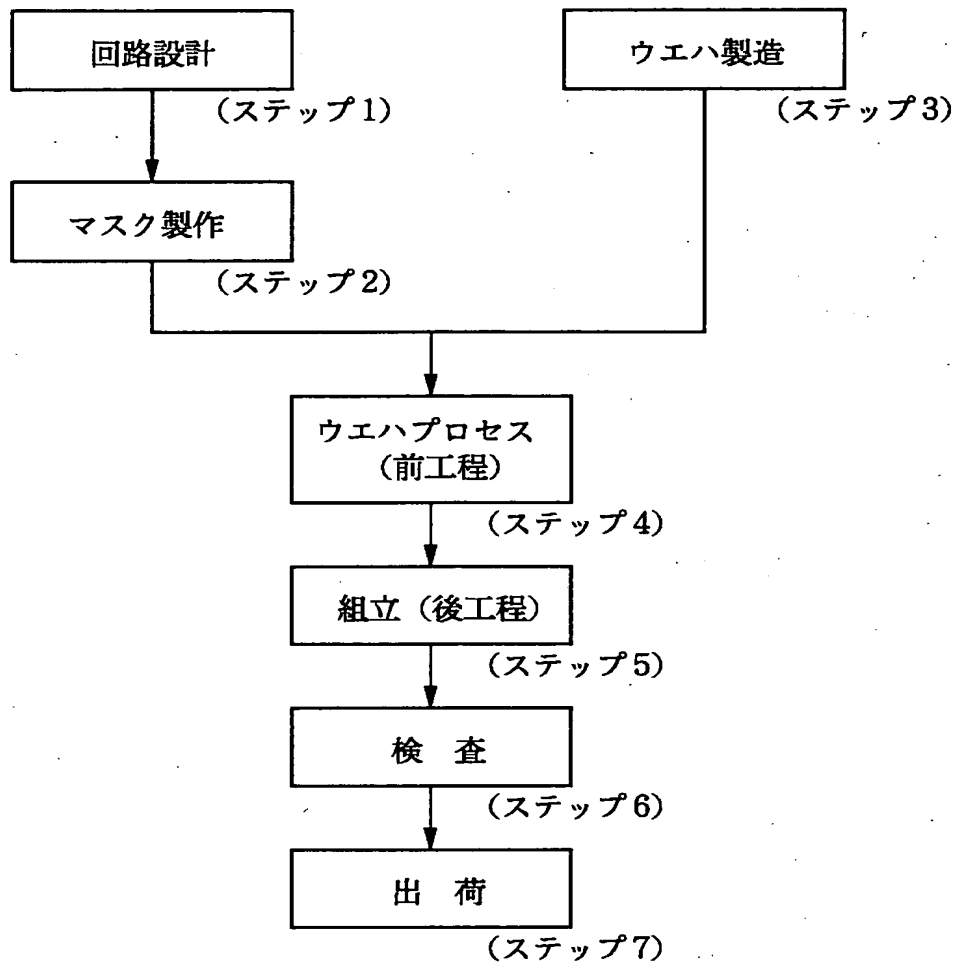 回路設計
(ステップ1)
ウエハ製造
(ステップ3)
マスク製作
(ステップ2)
ウエハプロセス
(前工程)
(ステップ4)
組立(後工程)
(ステップ5)
検 査
(ステップ6)
出 荷
(ステップ7)